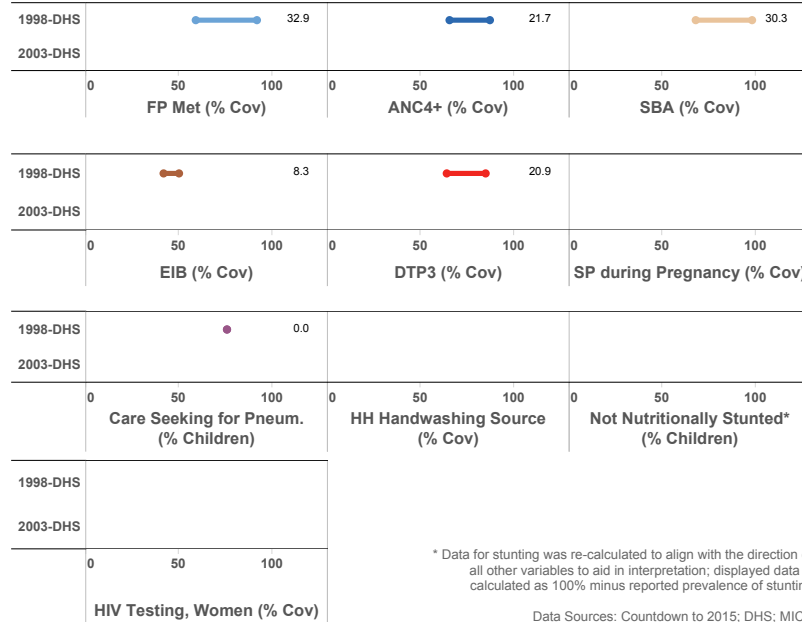 1998-DHS 32.9 21.7 30.3
2003-DHS
0 50 100 0 50 100 0 50 100
FP Met (% Cov) ANC4+ (% Cov) SBA (% Cov)
1998-DHS 8.3 20.9
2003-DHS
0 50 100 0 50 100 0 50 100
EIB (% Cov) DTP3 (% Cov) SP during Pregnancy (% Cov)
1998-DHS 0.0
2003-DHS
0 50 100 0 50 100 0 50 100
Care Seeking for Pneum. HH Handwashing Source Not Nutritionally Stunted*
(% Children) (% Cov) (% Children)
1998-DHS
2003-DHS
0 50 100
HIV Testing, Women (% Cov)
* Data for stunting was re-calculated to align with the direction
all other variables to aid in interpretation; displayed data
calculated as 100% minus reported prevalence of
Data Sources: Countdown to 2015; DHS;